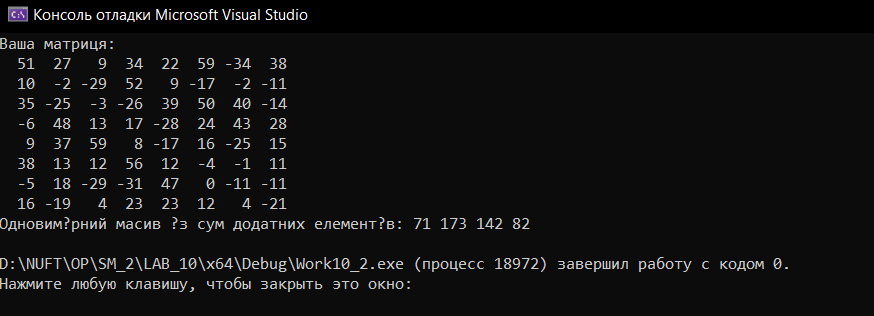 Консоль отладки Microsoft Visual Studio
Ваша матриця:
51 27 9 34 22 59 -34 38
10 -2 -29 52 9 -17 -2 -11
35 -25 -3 -26 39 50 40 -14
-6 48 13 17 -28 24 43 28
9 37 59 8 -17 16 -25 15
38 13 12 56 12 -4 -1 11
-5 18 -29 -31 47 0 -11 -11
16 -19 4 23 23 12 4 -21
Одновим?рний масив ?з сум додатних елемент?в: 71 173 142 82
D:\NUFT\OP\SM_2\LAB_10\x64\Debug\Work10_2.exe (процесс 18972) завершил работу с кодом 0.
Нажмите любую клавишу, чтобы закрыть это окно: